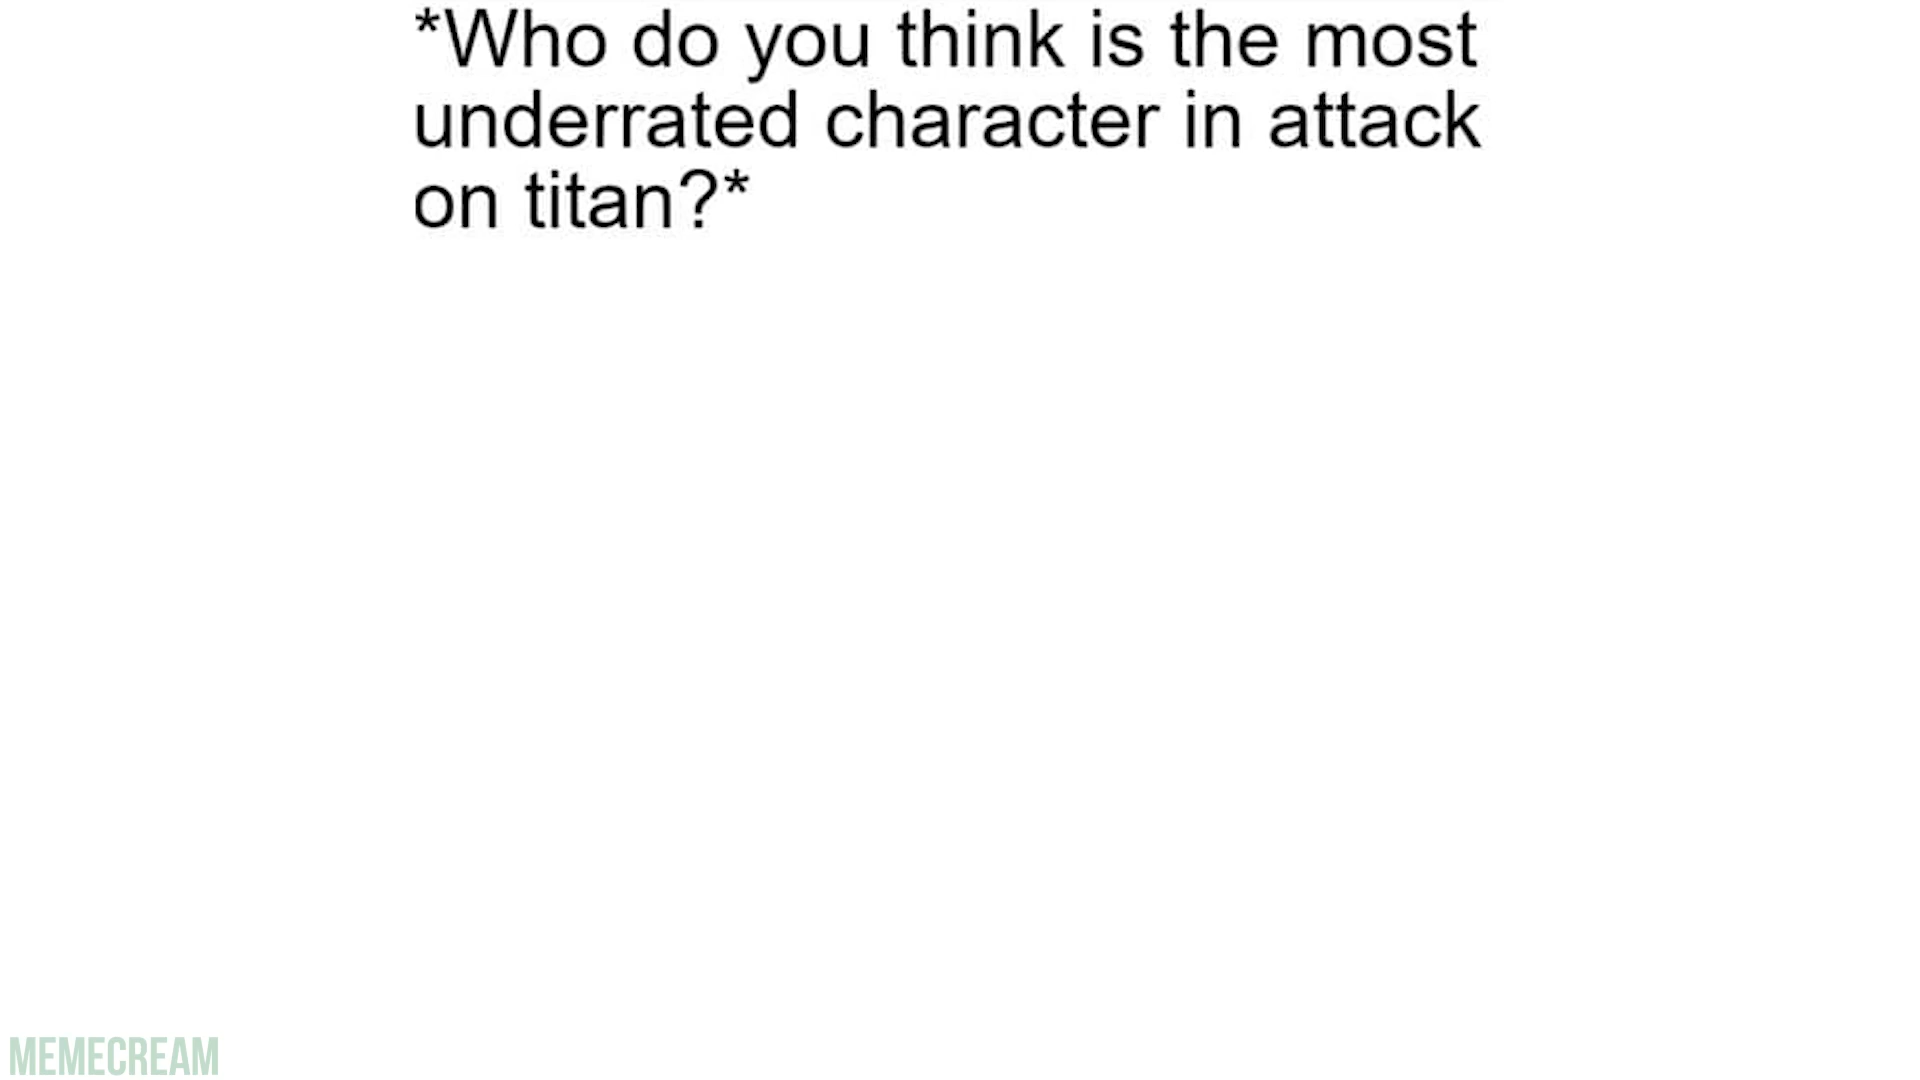 *Who do you think is the most
underrated character in attack
on titan?*
MEMECREAM